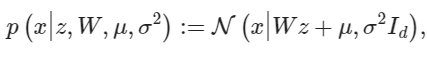 p (x|z, W, μ, σ²) := 𝒩 (x|Wz + μ, σ²I_d),